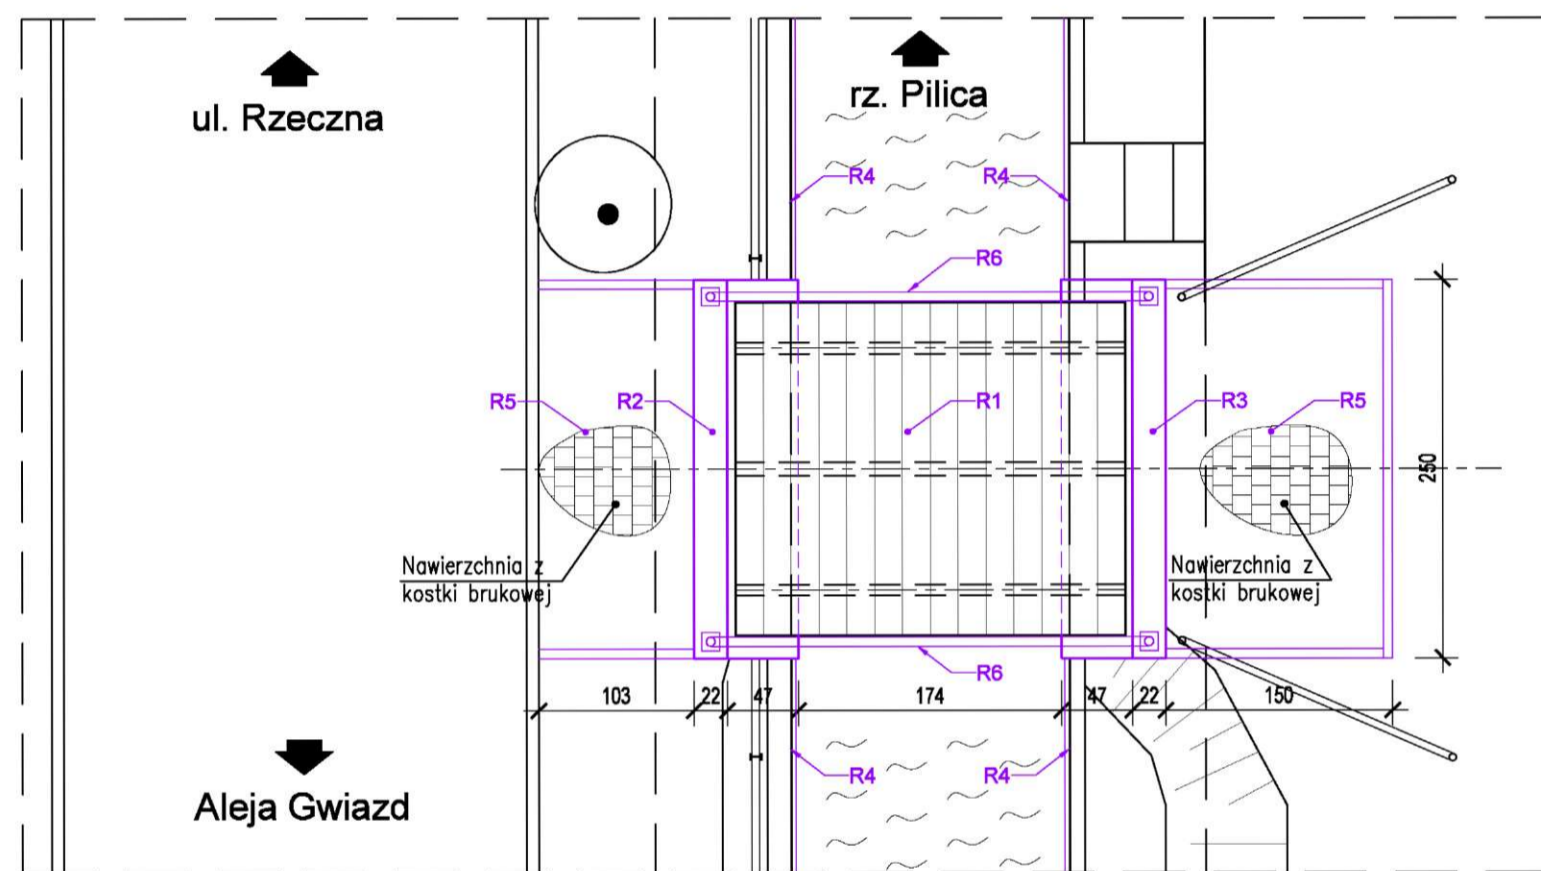 ul. Rzeczna
rz. Pilica
R4
R4
R6
R5
R2
R1
R3
R5
250
Nawierzchnia z
kostki brukowej
Nawierzchnia z
kostki brukowej
R6
103
22
47
174
47
22
150
R4
R4
Aleja Gwiazd